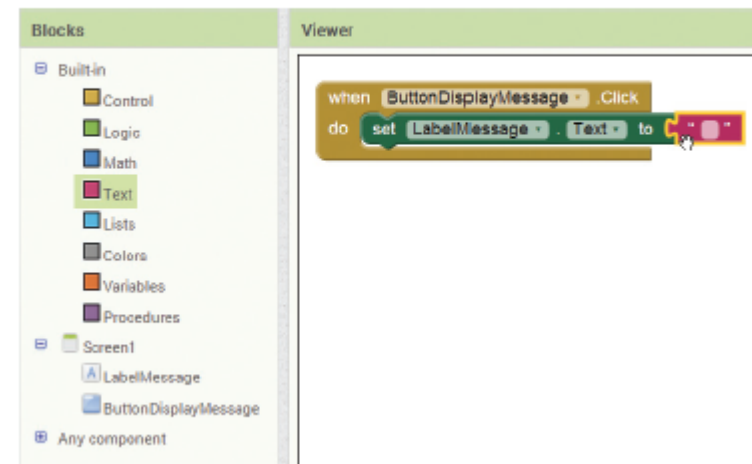 Blocks
Viewer
Built-in
Control
Logic
Math
Text
Lists
Colors
Variables
Procedures
Screen1
A LabelMessage
ButtonDisplayMessage
Any component
when ButtonDisplayMessage .Click
do set LabelMessage . Text to " "